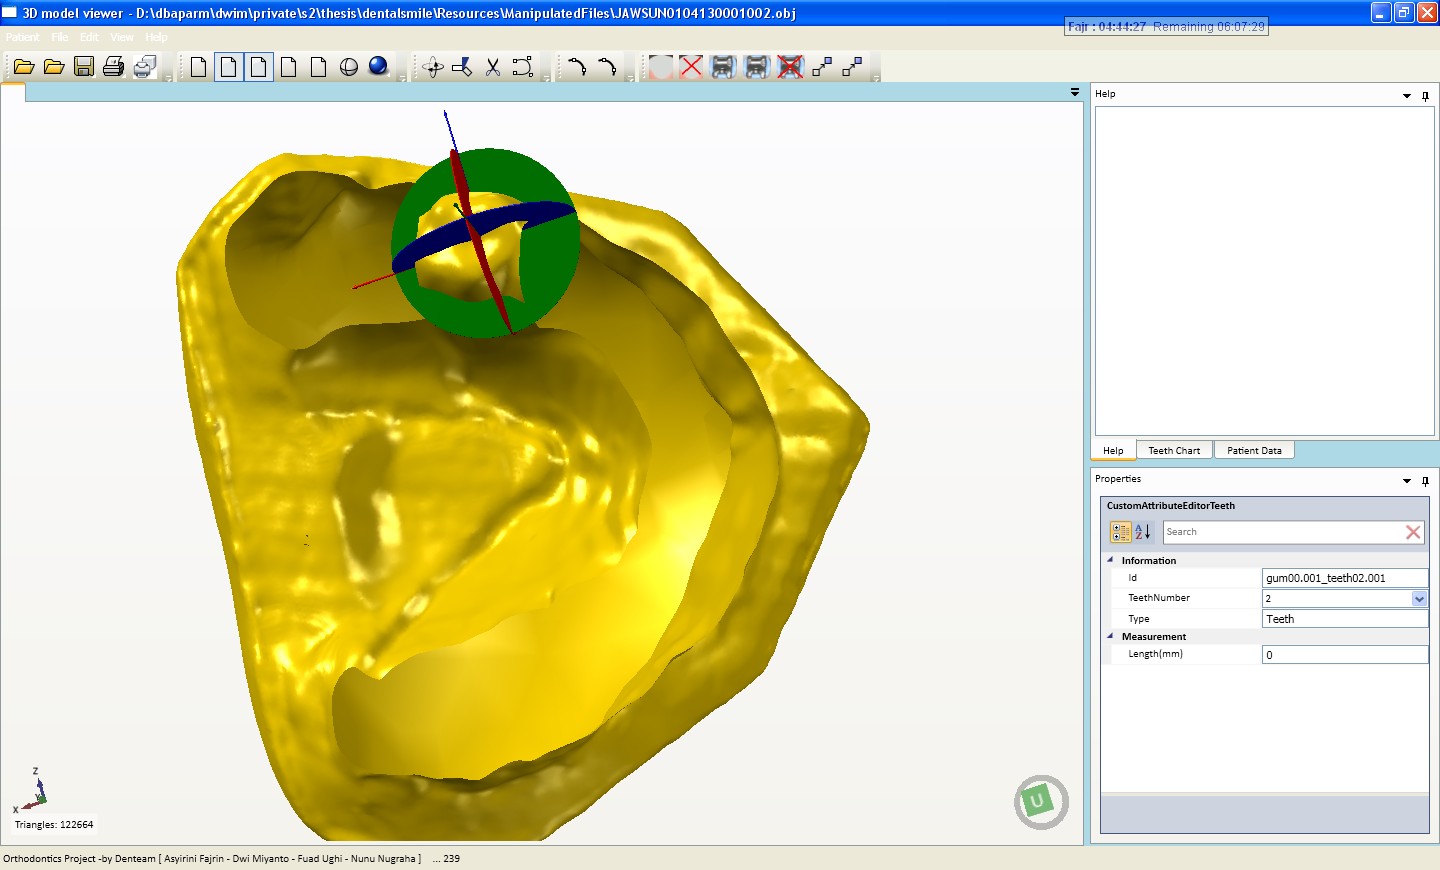 3D model viewer - D:\dbaparm\dwim\private\s2\thesis\dentalsmile\Resources\ManipulatedFiles\JAWSUN0104130001002.obj
Fajr : 04:44:27 Remaining 06:07:29
Patient File Edit View Help
Help
Help Teeth Chart Patient Data
Properties
CustomAttributeEditorTeeth
A
Z
Search
Information
Id gum00.001_teeth02.001
TeethNumber 2
Type Teeth
Measurement
Length(mm) 0
Z
X
Y
U
Triangles: 122664
Orthodontics Project -by Denteam [ Asyirini Fajrin - Dwi Miyanto - Fuad Ughi - Nunu Nugraha ] ... 239